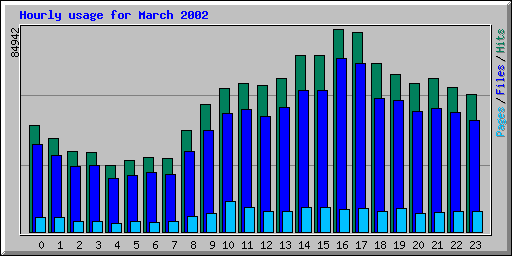 Hourly usage for March 2002
84942
Pages/Files/Hits
0 1 2 3 4 5 6 7 8 9 10 11 12 13 14 15 16 17 18 19 20 21 22 23